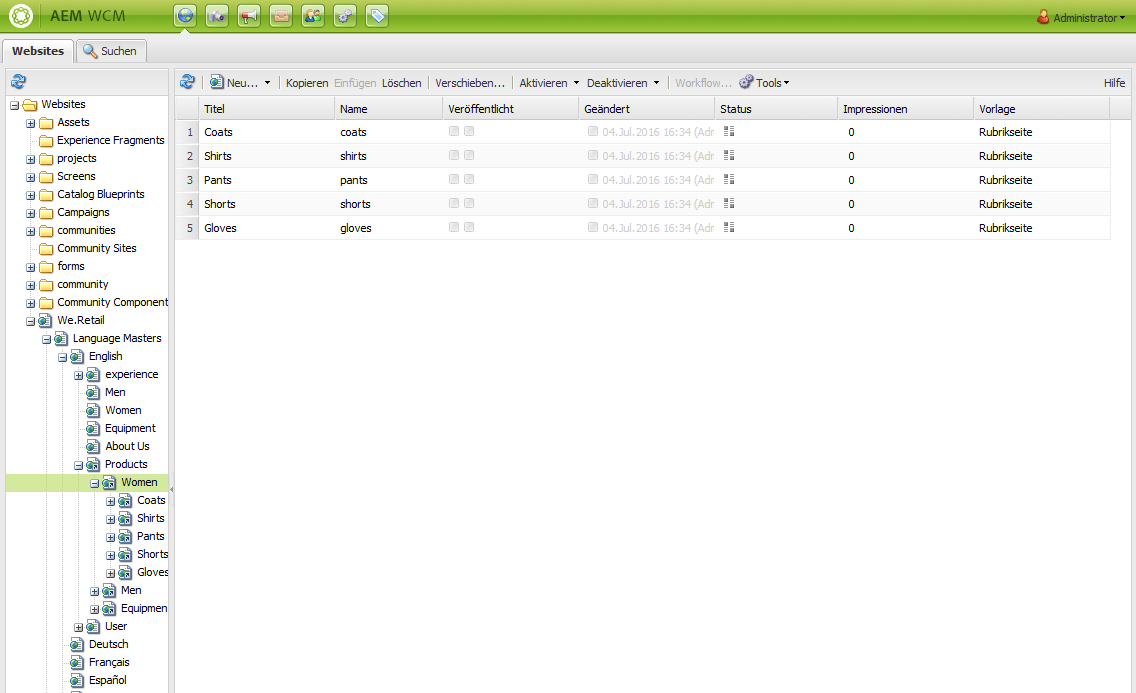 AEM WCM
Administrator
Websites
Suchen
Neu... Kopieren Einfügen Löschen Verschieben... Aktivieren Deaktivieren Workflow... Tools Hilfe
Titel Name Veröffentlicht Geändert Status Impressionen Vorlage
1 Coats coats 04.Jul.2016 16:34 (Adr 0 Rubrikseite
2 Shirts shirts 04.Jul.2016 16:34 (Adr 0 Rubrikseite
3 Pants pants 04.Jul.2016 16:34 (Adr 0 Rubrikseite
4 Shorts shorts 04.Jul.2016 16:34 (Adr 0 Rubrikseite
5 Gloves gloves 04.Jul.2016 16:34 (Adr 0 Rubrikseite
Websites
Assets
Experience Fragments
projects
Screens
Catalog Blueprints
Campaigns
communities
Community Sites
forms
community
Community Component
We.Retail
Language Masters
English
experience
Men
Women
Equipment
About Us
Products
Women
Coats
Shirts
Pants
Shorts
Gloves
Men
Equipmen
User
Deutsch
Français
Español